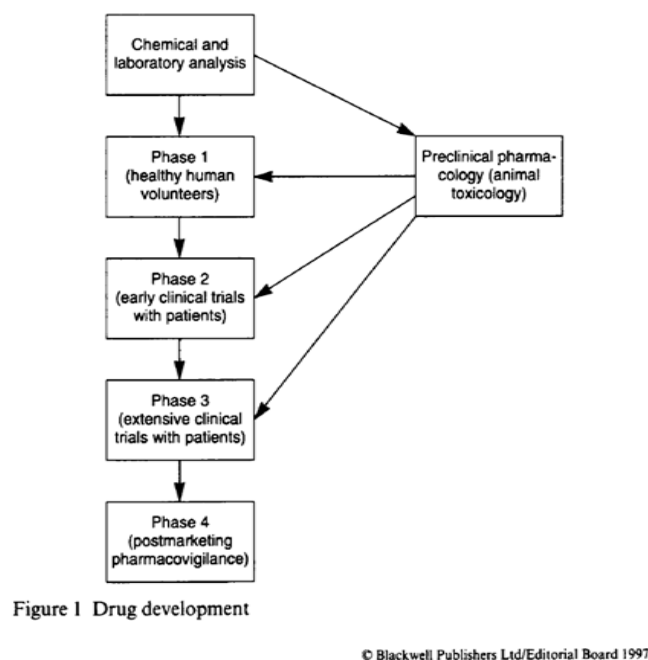 Chemical and
laboratory analysis
Phase 1
(healthy human
volunteers)
Preclinical pharma-
cology (animal
toxicology)
Phase 2
(early clinical trials
with patients)
Phase 3
(extensive clinical
trials with patients)
Phase 4
(postmarketing
pharmacovigilance)
Figure 1 Drug development
© Blackwell Publishers Ltd/Editorial Board 1997